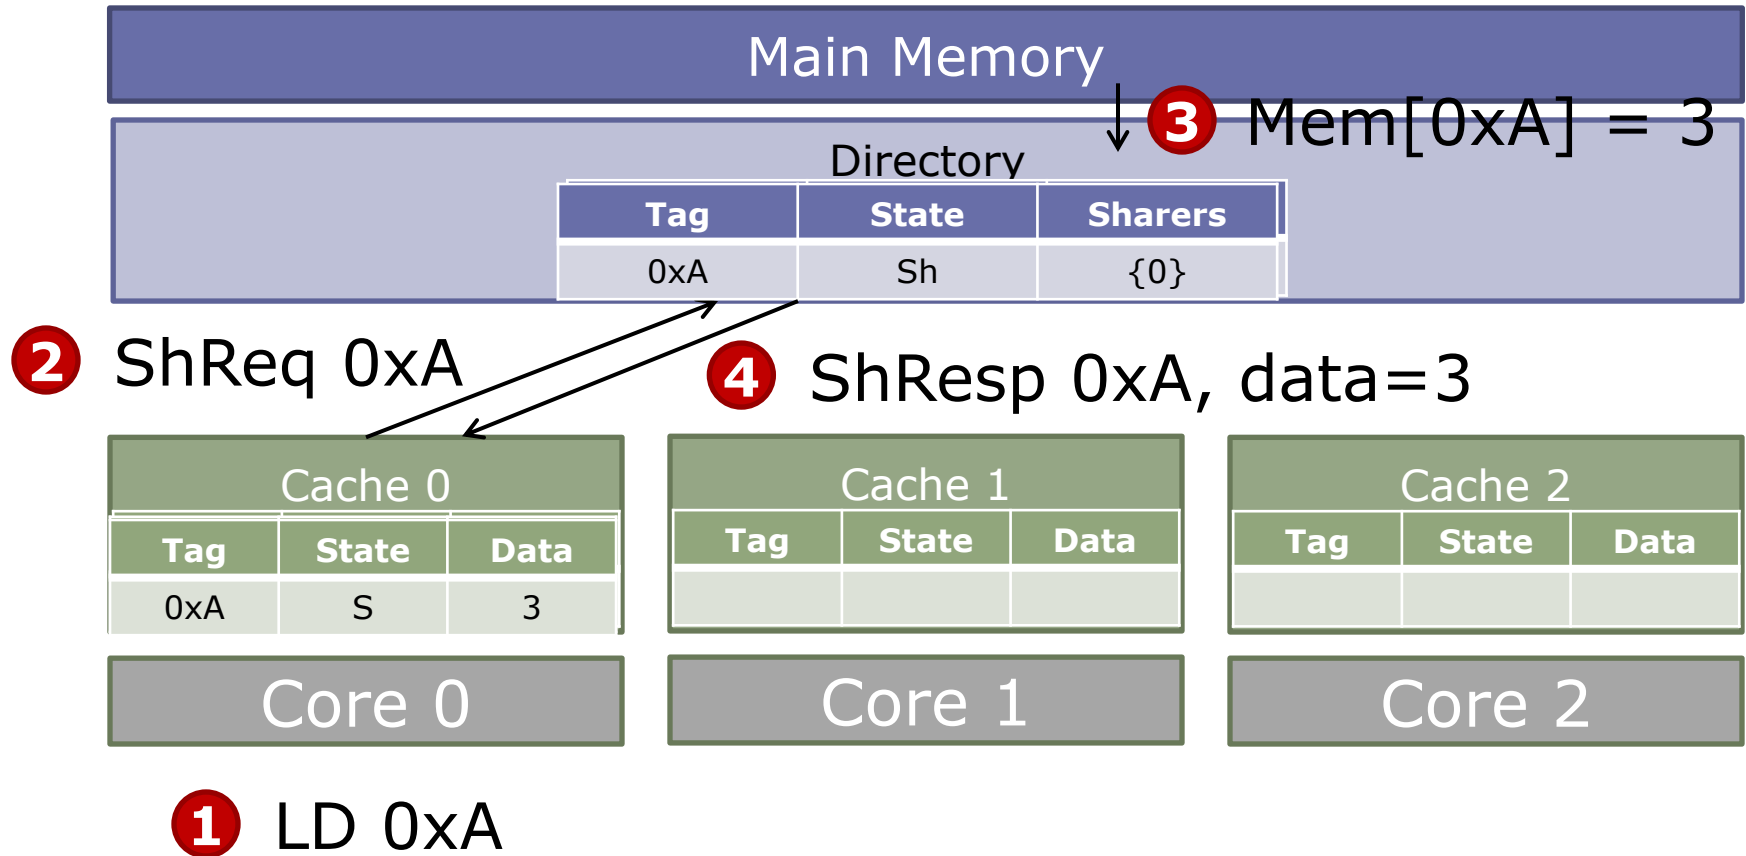 Main Memory
3 Mem[0xA] = 3
Directory
Tag State Sharers
0xA Sh {0}
2 ShReq 0xA
4 ShResp 0xA, data=3
Cache 0
Tag State Data
0xA S 3
Cache 1
Tag State Data
Cache 2
Tag State Data
Core 0
Core 1
Core 2
1 LD 0xA